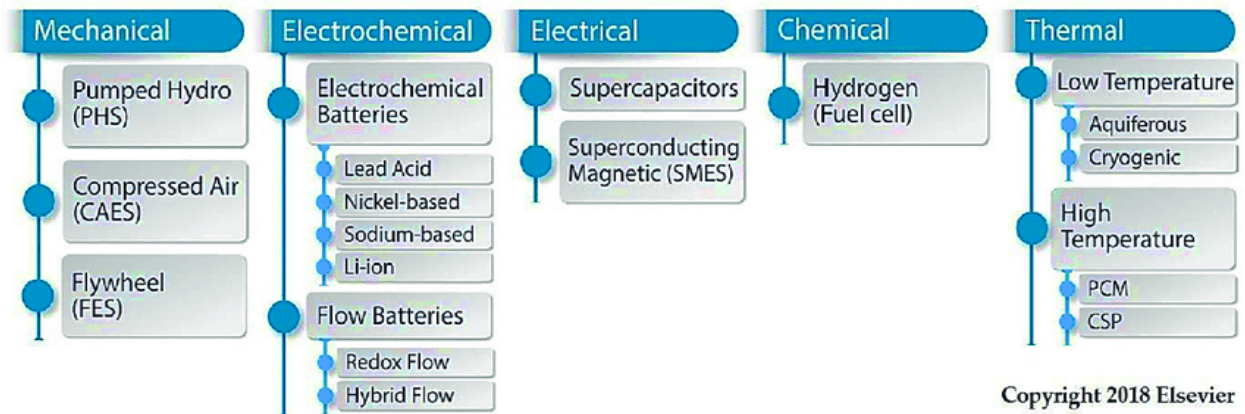 Mechanical
Pumped Hydro
(PHS)
Compressed Air
(CAES)
Flywheel
(FES)
Electrochemical
Electrochemical
Batteries
Lead Acid
Nickel-based
Sodium-based
Li-ion
Flow Batteries
Redox Flow
Hybrid Flow
Electrical
Supercapacitors
Superconducting
Magnetic (SMES)
Chemical
Hydrogen
(Fuel cell)
Thermal
Low Temperature
Aquiferous
Cryogenic
High
Temperature
PCM
CSP
Copyright 2018 Elsevier